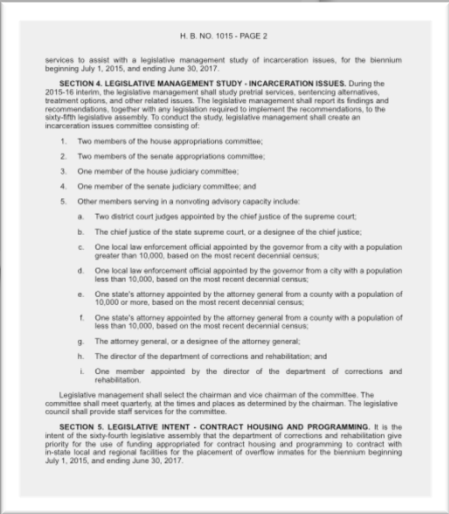 H. B. NO. 1015 - PAGE 2
services to assist with a legislative management study of incarceration issues, for the biennium
beginning July 1, 2015, and ending June 30, 2017.
SECTION 4. LEGISLATIVE MANAGEMENT STUDY - INCARCERATION ISSUES. During the
2015-16 interim, the legislative management shall study pretrial services, sentencing alternatives,
treatment options, and other related issues. The legislative management shall report its findings and
recommendations, together with any legislation required to implement the recommendations, to the
sixty-fifth legislative assembly. To conduct the study, legislative management shall create an
incarceration issues committee consisting of:
1. Two members of the house appropriations committee;
2. Two members of the senate appropriations committee;
3. One member of the house judiciary committee;
4. One member of the senate judiciary committee; and
5. Other members serving in a nonvoting advisory capacity include:
a. Two district court judges appointed by the chief justice of the supreme court;
b. The chief justice of the state supreme court, or a designee of the chief justice;
c. One local law enforcement official appointed by the governor from a city with a population
greater than 10,000, based on the most recent decennial census;
d. One local law enforcement official appointed by the governor from a city with a population
less than 10,000, based on the most recent decennial census;
e. One state's attorney appointed by the attorney general from a county with a population of
10,000 or more, based on the most recent decennial census;
f. One state's attorney appointed by the attorney general from a county with a population of
less than 10,000, based on the most recent decennial census;
g. The attorney general, or a designee of the attorney general;
h. The director of the department of corrections and rehabilitation; and
i. One member appointed by the director of the department of corrections and
rehabilitation.
Legislative management shall select the chairman and vice chairman of the committee. The
committee shall meet quarterly, at the times and places as determined by the chairman. The legislative
council shall provide staff services for the committee.
SECTION 5. LEGISLATIVE INTENT - CONTRACT HOUSING AND PROGRAMMING. It is the
intent of the sixty-fourth legislative assembly that the department of corrections and rehabilitation give
priority for the use of funding appropriated for contract housing and programming to contract with
in-state local and regional facilities for the placement of overflow inmates for the biennium beginning
July 1, 2015, and ending June 30, 2017.